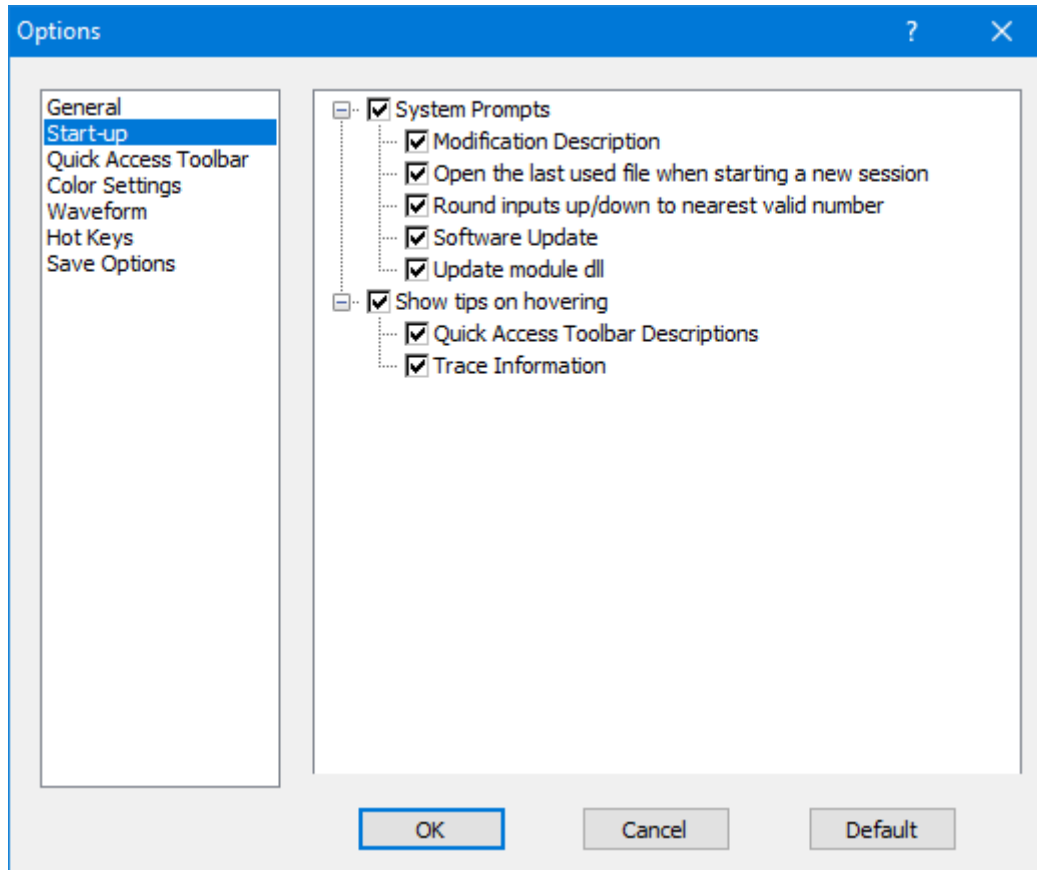 Options
?
General
Start-up
Quick Access Toolbar
Color Settings
Waveform
Hot Keys
Save Options
System Prompts
Modification Description
Open the last used file when starting a new session
Round inputs up/down to nearest valid number
Software Update
Update module dll
Show tips on hovering
Quick Access Toolbar Descriptions
Trace Information
OK Cancel Default